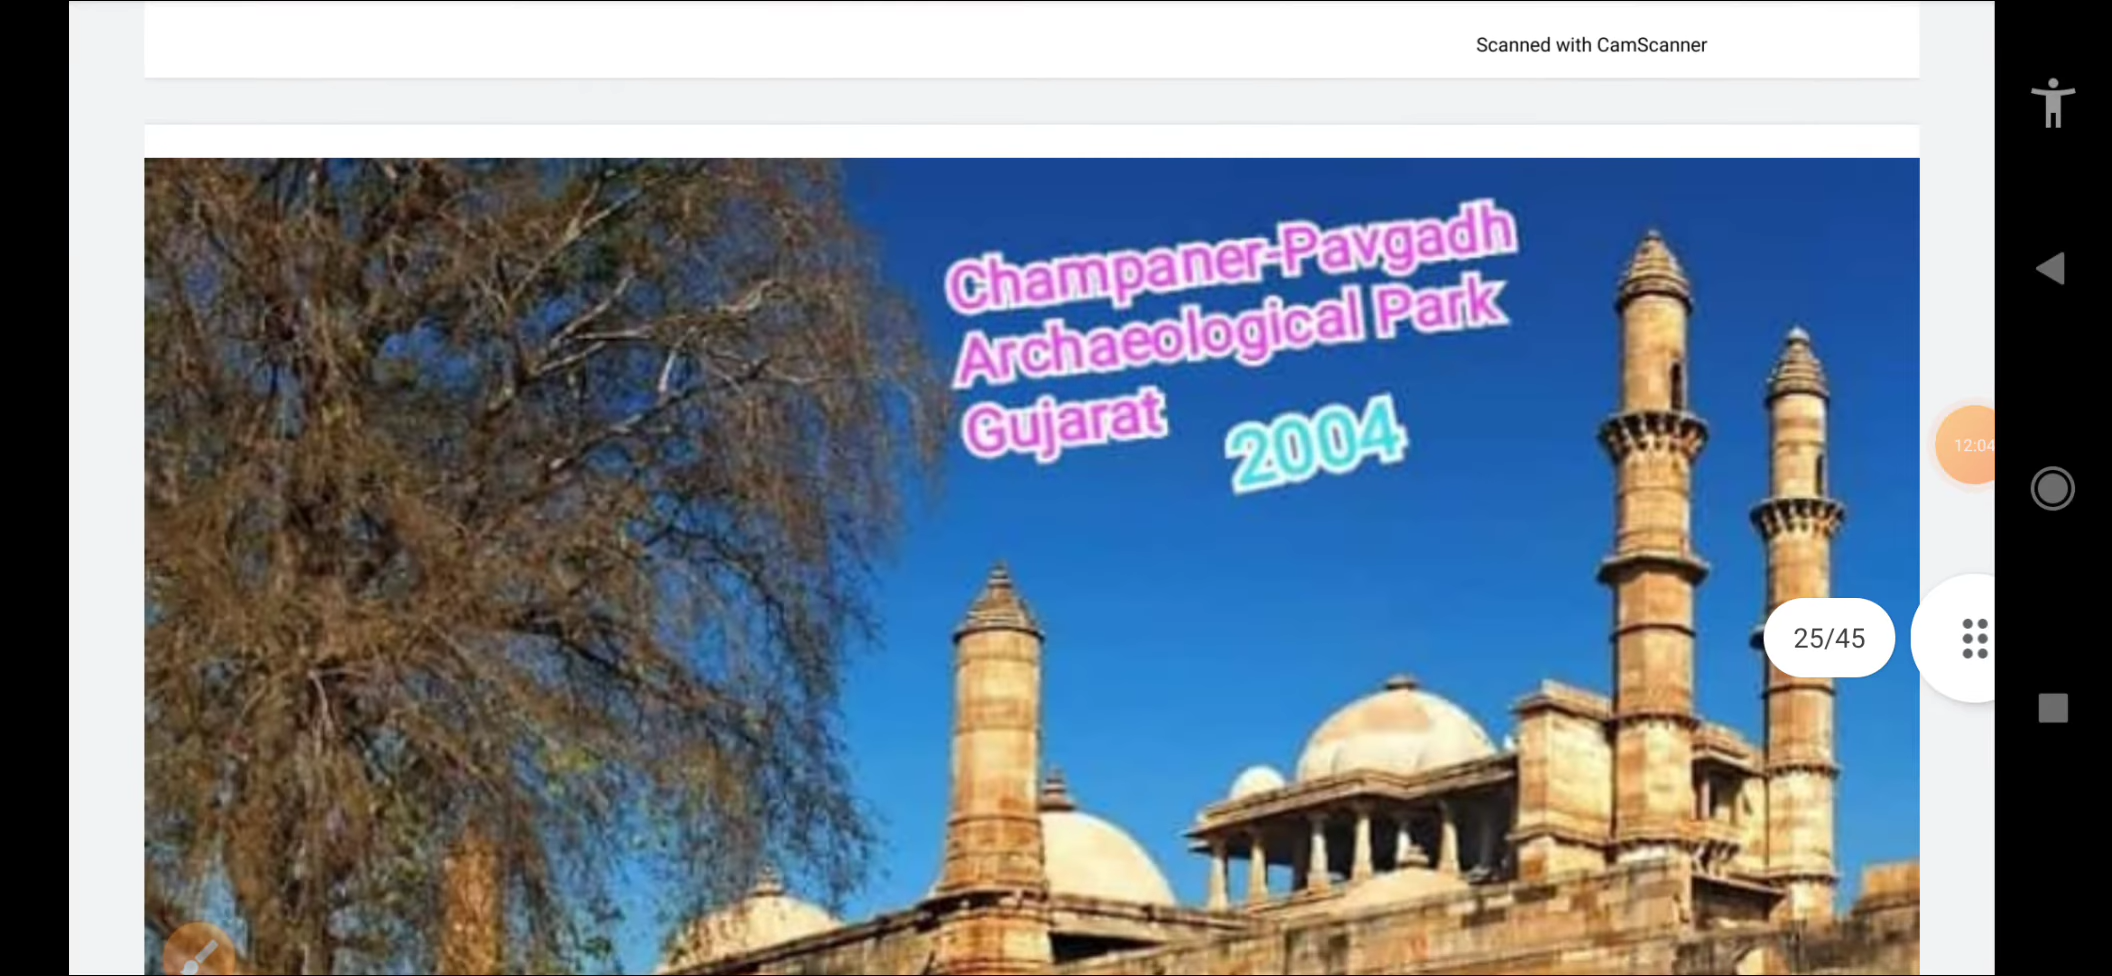 Scanned with CamScanner
Champaner-Pavgadh
Archaeological Park
Gujarat
2004
12:04
25/45